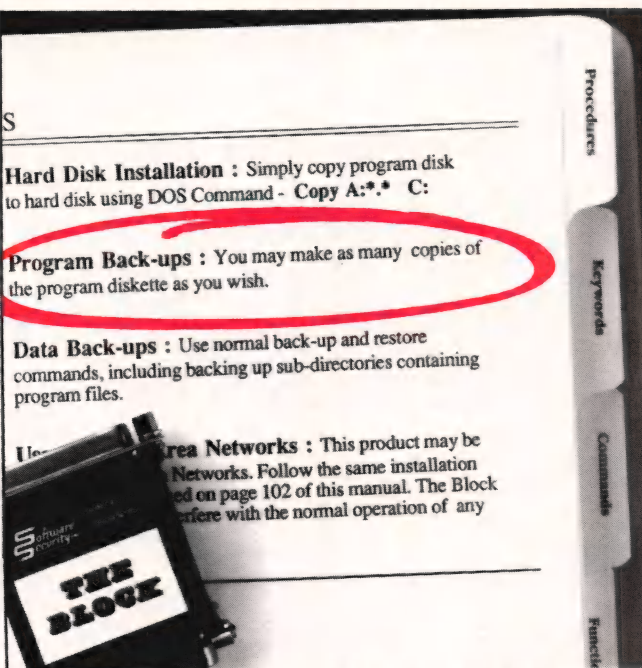 S
Hard Disk Installation : Simply copy program disk
to hard disk using DOS Command - Copy A:*.* C:
Program Back-ups : You may make as many copies of
the program diskette as you wish.
Data Back-ups : Use normal back-up and restore
commands, including backing up sub-directories containing
program files.
rea Networks : This product may be
Networks. Follow the same installation
ed on page 102 of this manual. The Block
erfere with the normal operation of any
Software
Security
THE
BLOCK
Procedures
Keywords
Commands
Functi